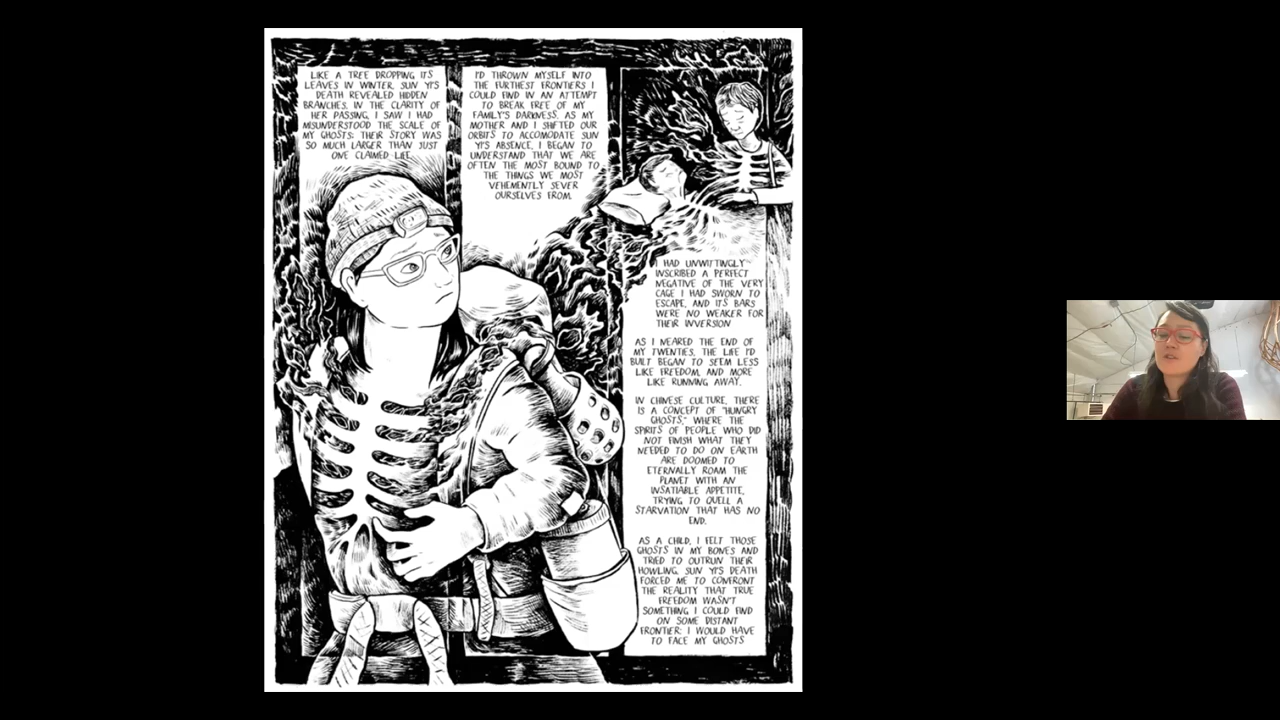 LIKE A TREE DROPPING ITS
LEAVES IN WINTER, SUN YI'S
DEATH REVEALED HIDDEN
BRANCHES. IN THE CLARITY OF
HER PASSING, I SAW I HAD
MISUNDERSTOOD THE SCALE OF
MY GHOSTS: THEIR STORY WAS
SO MUCH LARGER THAN JUST
ONE CLAIMED LIFE.
I'D THROWN MYSELF INTO
THE FURTHEST FRONTIERS I
COULD FIND IN AN ATTEMPT
TO BREAK FREE OF MY
FAMILY'S DARKNESS. AS MY
MOTHER AND I SHIFTED OUR
ORBITS TO ACCOMODATE SUN
YI'S ABSENCE, I BEGAN TO
UNDERSTAND THAT WE ARE
OFTEN THE MOST BOUND TO
THE THINGS WE MOST
VEHEMENTLY SEVER
OURSELVES FROM.
I HAD UNWITTINGLY
INSCRIBED A PERFECT
NEGATIVE OF THE VERY
CAGE I HAD SWORN TO
ESCAPE, AND ITS BARS
WERE NO WEAKER FOR
THEIR INVERSION
AS I NEARED THE END OF
MY TWENTIES, THE LIFE I'D
BUILT BEGAN TO SEEM LESS
LIKE FREEDOM, AND MORE
LIKE RUNNING AWAY.
IN CHINESE CULTURE, THERE
IS A CONCEPT OF "HUNGRY
GHOSTS," WHERE THE
SPIRITS OF PEOPLE WHO DID
NOT FINISH WHAT THEY
NEEDED TO DO ON EARTH
ARE DOOMED TO
ETERNALLY ROAM THE
PLANET WITH AN
INSATIABLE APPETITE,
TRYING TO QUELL A
STARVATION THAT HAS NO
END.
AS A CHILD, I FELT THOSE
GHOSTS IN MY BONES AND
TRIED TO OUTRUN THEIR
HOWLING. SUN YI'S DEATH
FORCED ME TO CONFRONT
THE REALITY THAT TRUE
FREEDOM WASN'T
SOMETHING I COULD FIND
ON SOME DISTANT
FRONTIER: I WOULD HAVE
TO FACE MY GHOSTS